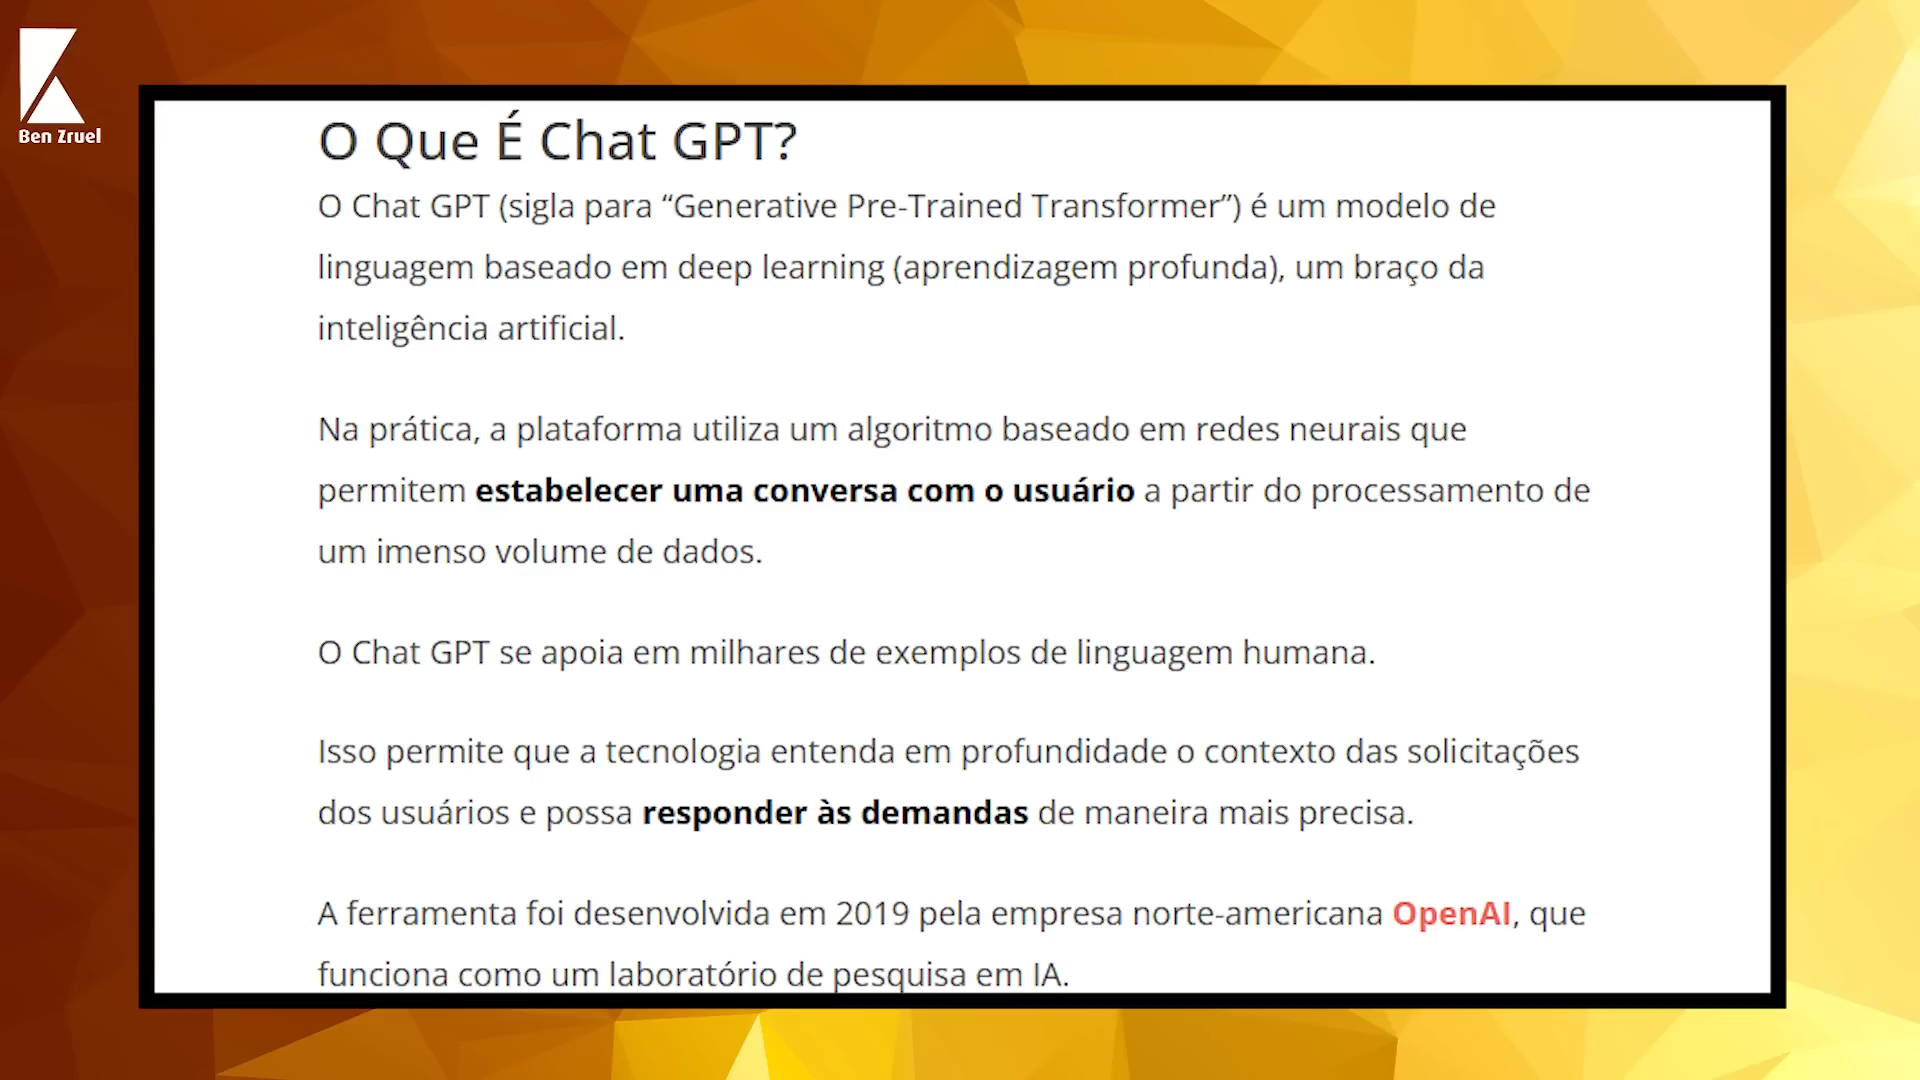 Ben Zruel
O Que É Chat GPT?
O Chat GPT (sigla para “Generative Pre-Trained Transformer”) é um modelo de
linguagem baseado em deep learning (aprendizagem profunda), um braço da
inteligência artificial.
Na prática, a plataforma utiliza um algoritmo baseado em redes neurais que
permitem estabelecer uma conversa com o usuário a partir do processamento de
um imenso volume de dados.
O Chat GPT se apoia em milhares de exemplos de linguagem humana.
Isso permite que a tecnologia entenda em profundidade o contexto das solicitações
dos usuários e possa responder às demandas de maneira mais precisa.
A ferramenta foi desenvolvida em 2019 pela empresa norte-americana OpenAI, que
funciona como um laboratório de pesquisa em IA.